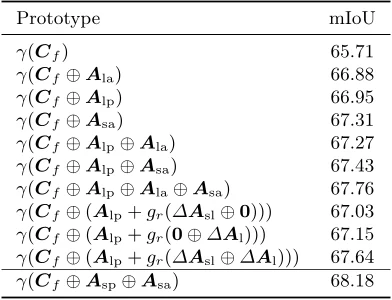 Prototype mIoU
γ(C_f) 65.71
γ(C_f ⊕ A_la) 66.88
γ(C_f ⊕ A_lp) 66.95
γ(C_f ⊕ A_sa) 67.31
γ(C_f ⊕ A_lp ⊕ A_la) 67.27
γ(C_f ⊕ A_lp ⊕ A_sa) 67.43
γ(C_f ⊕ A_lp ⊕ A_la ⊕ A_sa) 67.76
γ(C_f ⊕ (A_lp + g_r(ΔA_sl ⊕ 0))) 67.03
γ(C_f ⊕ (A_lp + g_r(0 ⊕ ΔA_l))) 67.15
γ(C_f ⊕ (A_lp + g_r(ΔA_sl ⊕ ΔA_l))) 67.64
γ(C_f ⊕ A_sp ⊕ A_sa) 68.18